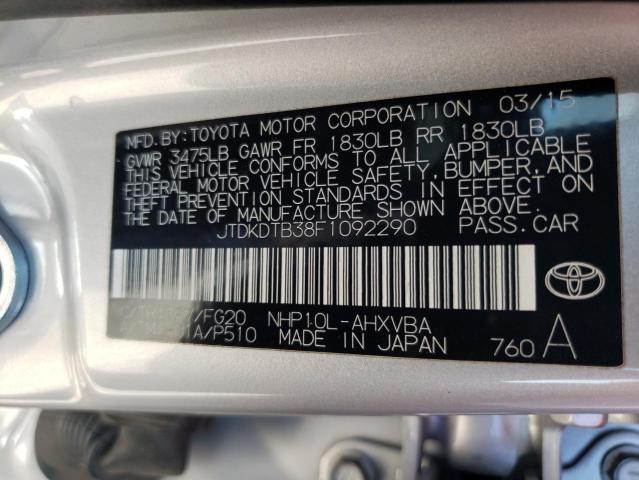 MFD.BY:TOYOTA MOTOR CORPORATION 03/15
GVWR 3475LB GAWR FR 1830LB RR 1830LB
THIS VEHICLE CONFORMS TO ALL APPLICABLE
FEDERAL MOTOR VEHICLE SAFETY,BUMPER,AND
THEFT PREVENTION STANDARDS IN EFFECT ON
THE DATE OF MANUFACTURE SHOWN ABOVE.
JTDKDTB38F1092290 PASS.CAR
/FG20 NHP10L-AHXVBA
/P510 MADE IN JAPAN 760 A
TOYOTA